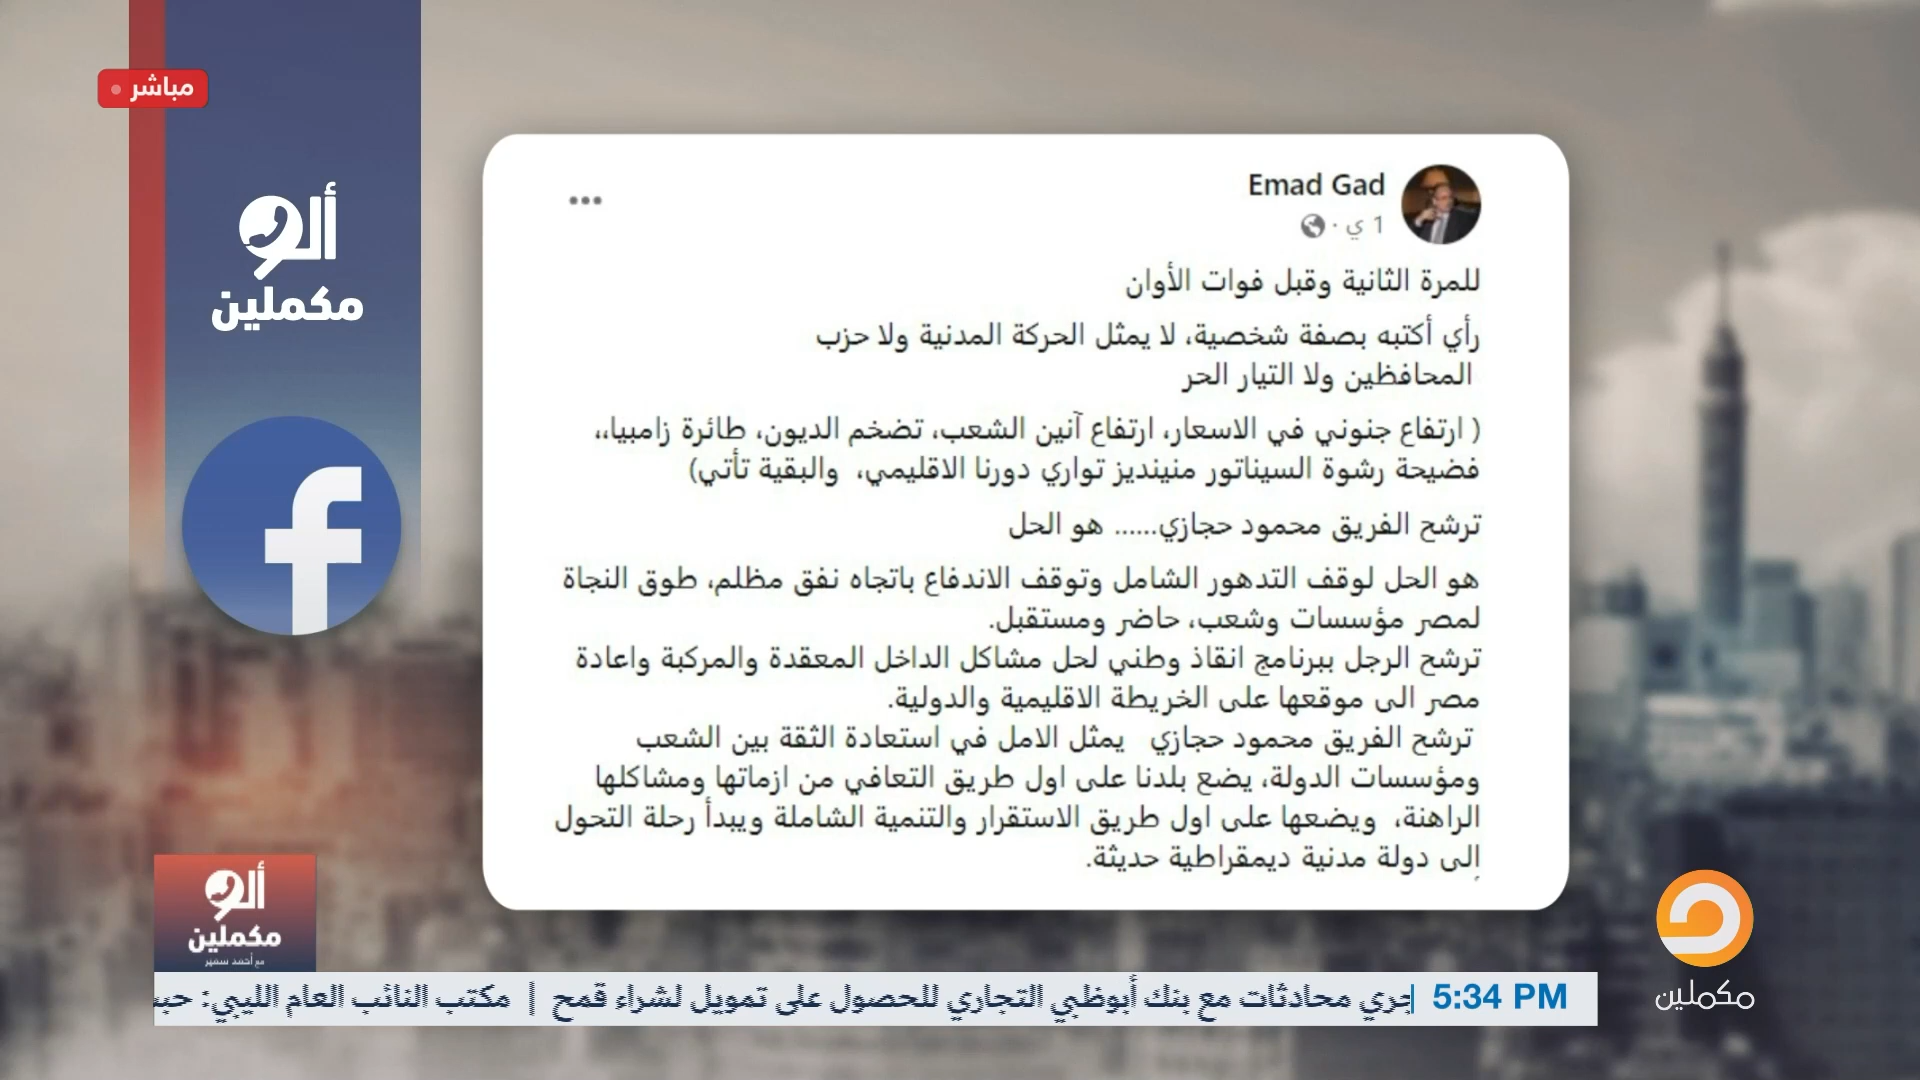 مباشر
ألو
مكملين
Emad Gad
1 ي
للمرة الثانية وقبل فوات الأوان
رأي أكتبه بصفة شخصية، لا يمثل الحركة المدنية ولا حزب
المحافظين ولا التيار الحر
( ارتفاع جنوني في الاسعار، ارتفاع آنين الشعب، تضخم الديون، طائرة زامبيا،،
فضيحة رشوة السيناتور منينديز تواري دورنا الاقليمي،  والبقية تأتي)
ترشح الفريق محمود حجازي...... هو الحل
هو الحل لوقف التدهور الشامل وتوقف الاندفاع باتجاه نفق مظلم، طوق النجاة
لمصر مؤسسات وشعب، حاضر ومستقبل.
ترشح الرجل ببرنامج انقاذ وطني لحل مشاكل الداخل المعقدة والمركبة واعادة
مصر الى موقعها على الخريطة الاقليمية والدولية.
ترشح الفريق محمود حجازي  يمثل الامل في استعادة الثقة بين الشعب
ومؤسسات الدولة، يضع بلدنا على اول طريق التعافي من ازماتها ومشاكلها
الراهنة،  ويضعها على اول طريق الاستقرار والتنمية الشاملة ويبدأ رحلة التحول
إلى دولة مدنية ديمقراطية حديثة.
ألو
مكملين
مع أحمد سمير
مكملين
5:34 PM
جري محادثات مع بنك أبوظبي التجاري للحصول على تمويل لشراء قمح | مكتب النائب العام الليبي: